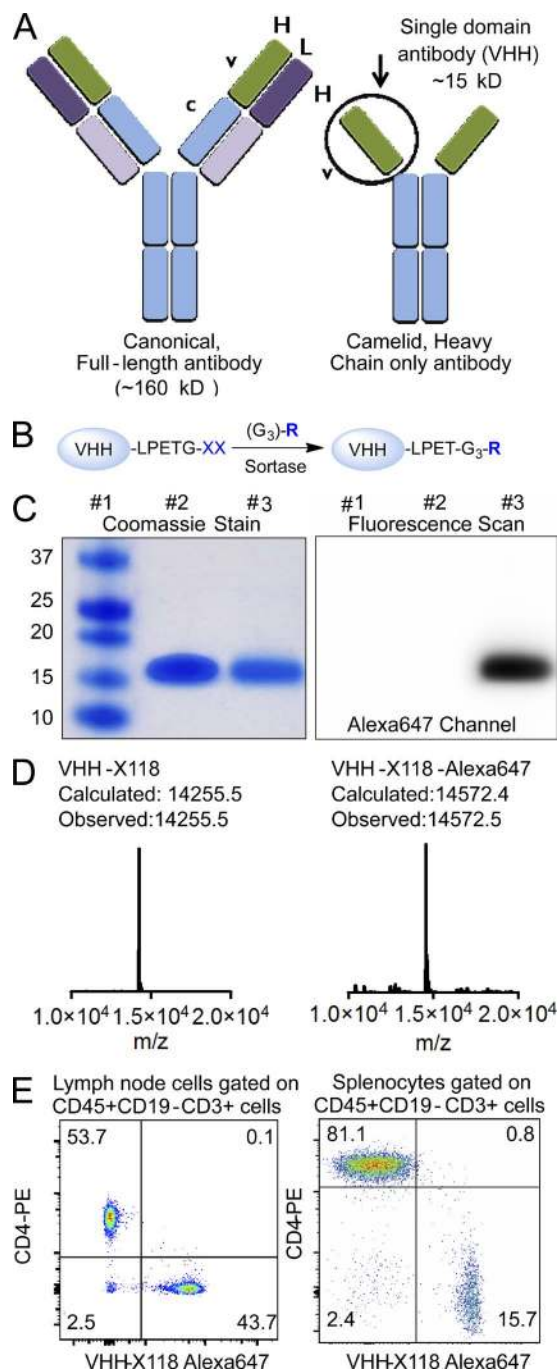 A
H
L
v
c
Single domain
antibody (VHH)
~15 kD
H
v
Canonical,
Full-length antibody
(~160 kD)
Camelid, Heavy
Chain only antibody
B
VHH -LPETG-XX (G3)-R Sortase VHH -LPET-G3-R
C
#1 #2 #3 #1 #2 #3
Coomassie Stain Fluorescence Scan
37
25
20
15
10
Alexa647 Channel
D
VHH-X118
Calculated: 14255.5
Observed:14255.5
1.0×10⁴ 1.5×10⁴ 2.0×10⁴
m/z
VHH-X118-Alexa647
Calculated: 14572.4
Observed:14572.5
1.0×10⁴ 1.5×10⁴ 2.0×10⁴
m/z
E
Lymph node cells gated on
CD45+CD19-CD3+ cells
53.7 0.1
CD4-PE
2.5 43.7
VHH-X118 Alexa647
Splenocytes gated on
CD45+CD19-CD3+ cells
81.1 0.8
CD4-PE
2.4 15.7
VHH-X118 Alexa647